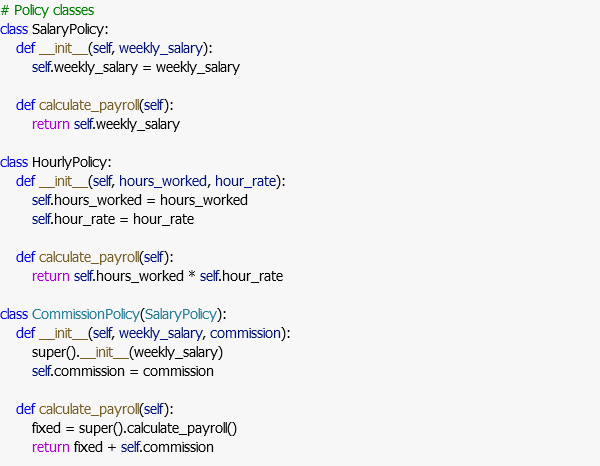 # Policy classes
class SalaryPolicy:
    def __init__(self, weekly_salary):
        self.weekly_salary = weekly_salary

    def calculate_payroll(self):
        return self.weekly_salary

class HourlyPolicy:
    def __init__(self, hours_worked, hour_rate):
        self.hours_worked = hours_worked
        self.hour_rate = hour_rate

    def calculate_payroll(self):
        return self.hours_worked * self.hour_rate

class CommissionPolicy(SalaryPolicy):
    def __init__(self, weekly_salary, commission):
        super().__init__(weekly_salary)
        self.commission = commission

    def calculate_payroll(self):
        fixed = super().calculate_payroll()
        return fixed + self.commission